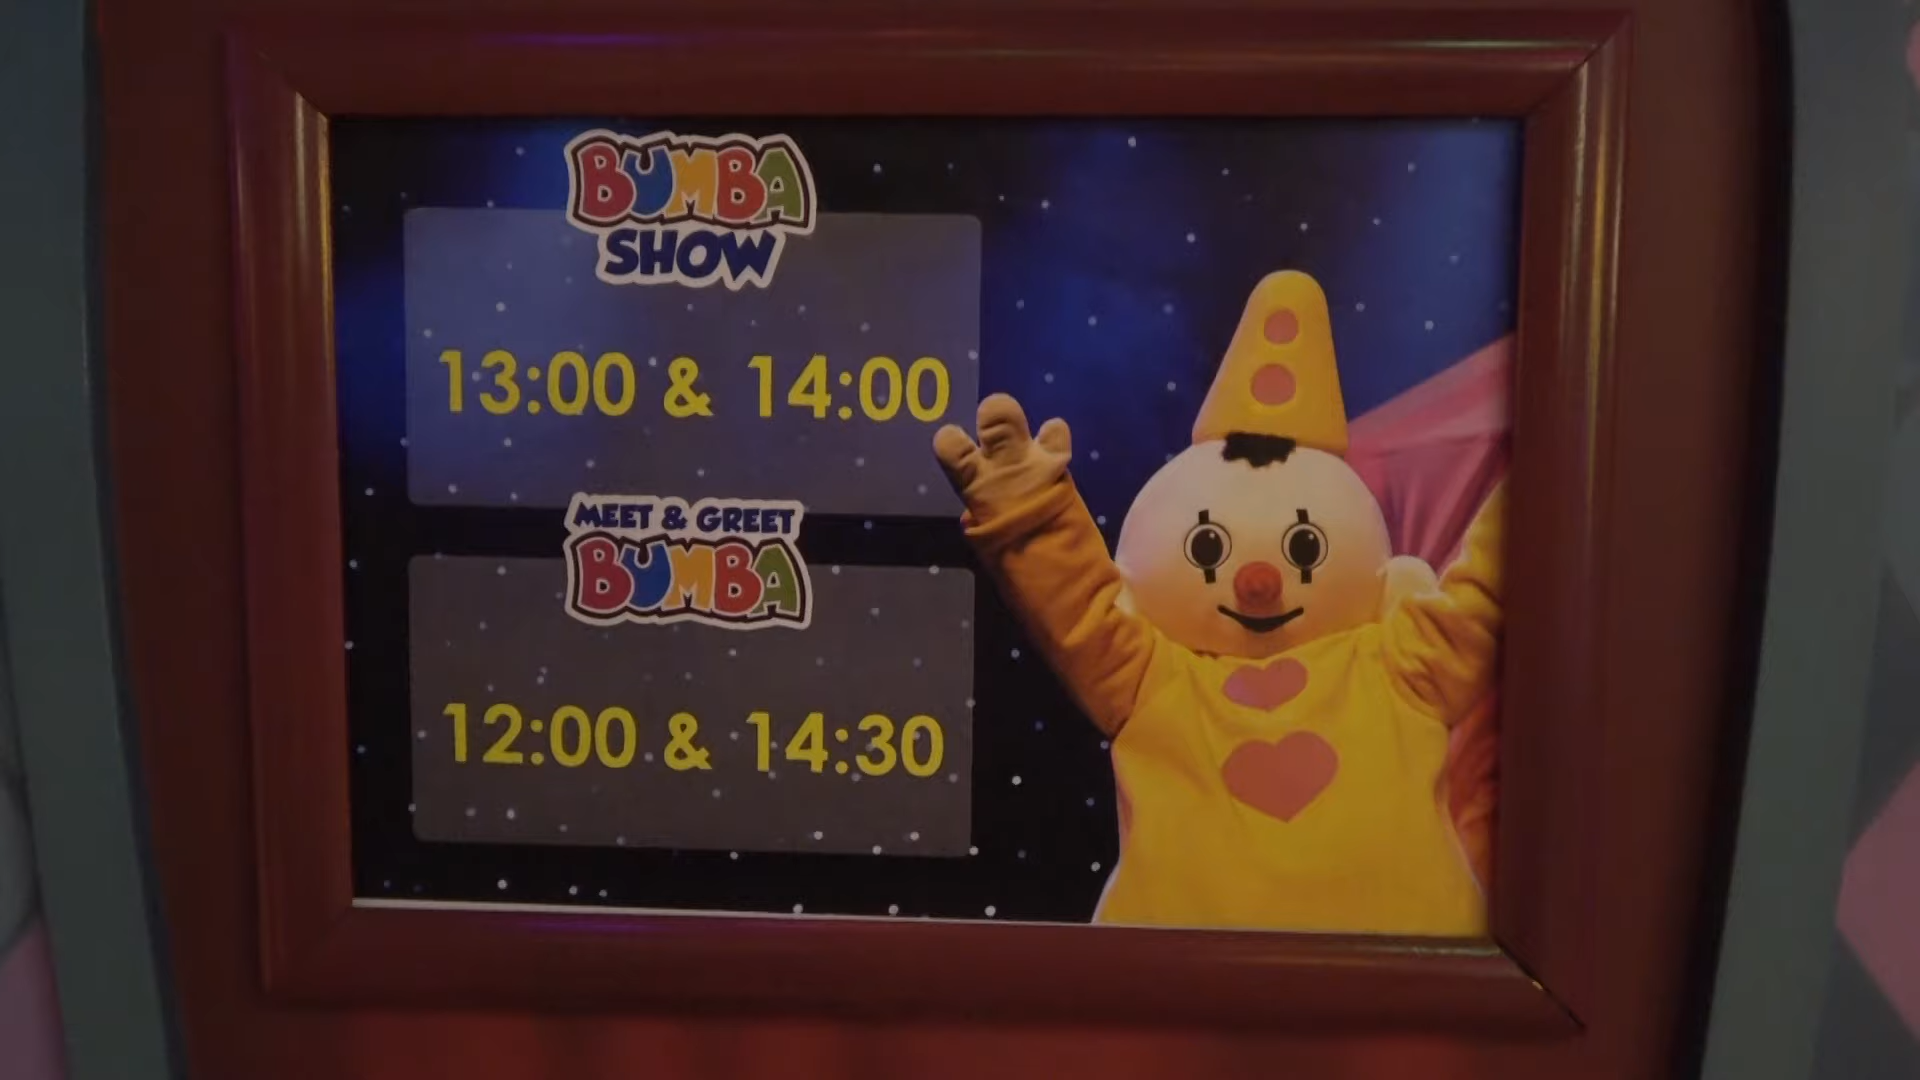 BUMBA
SHOW
13:00 & 14:00
MEET & GREET
BUMBA
12:00 & 14:30